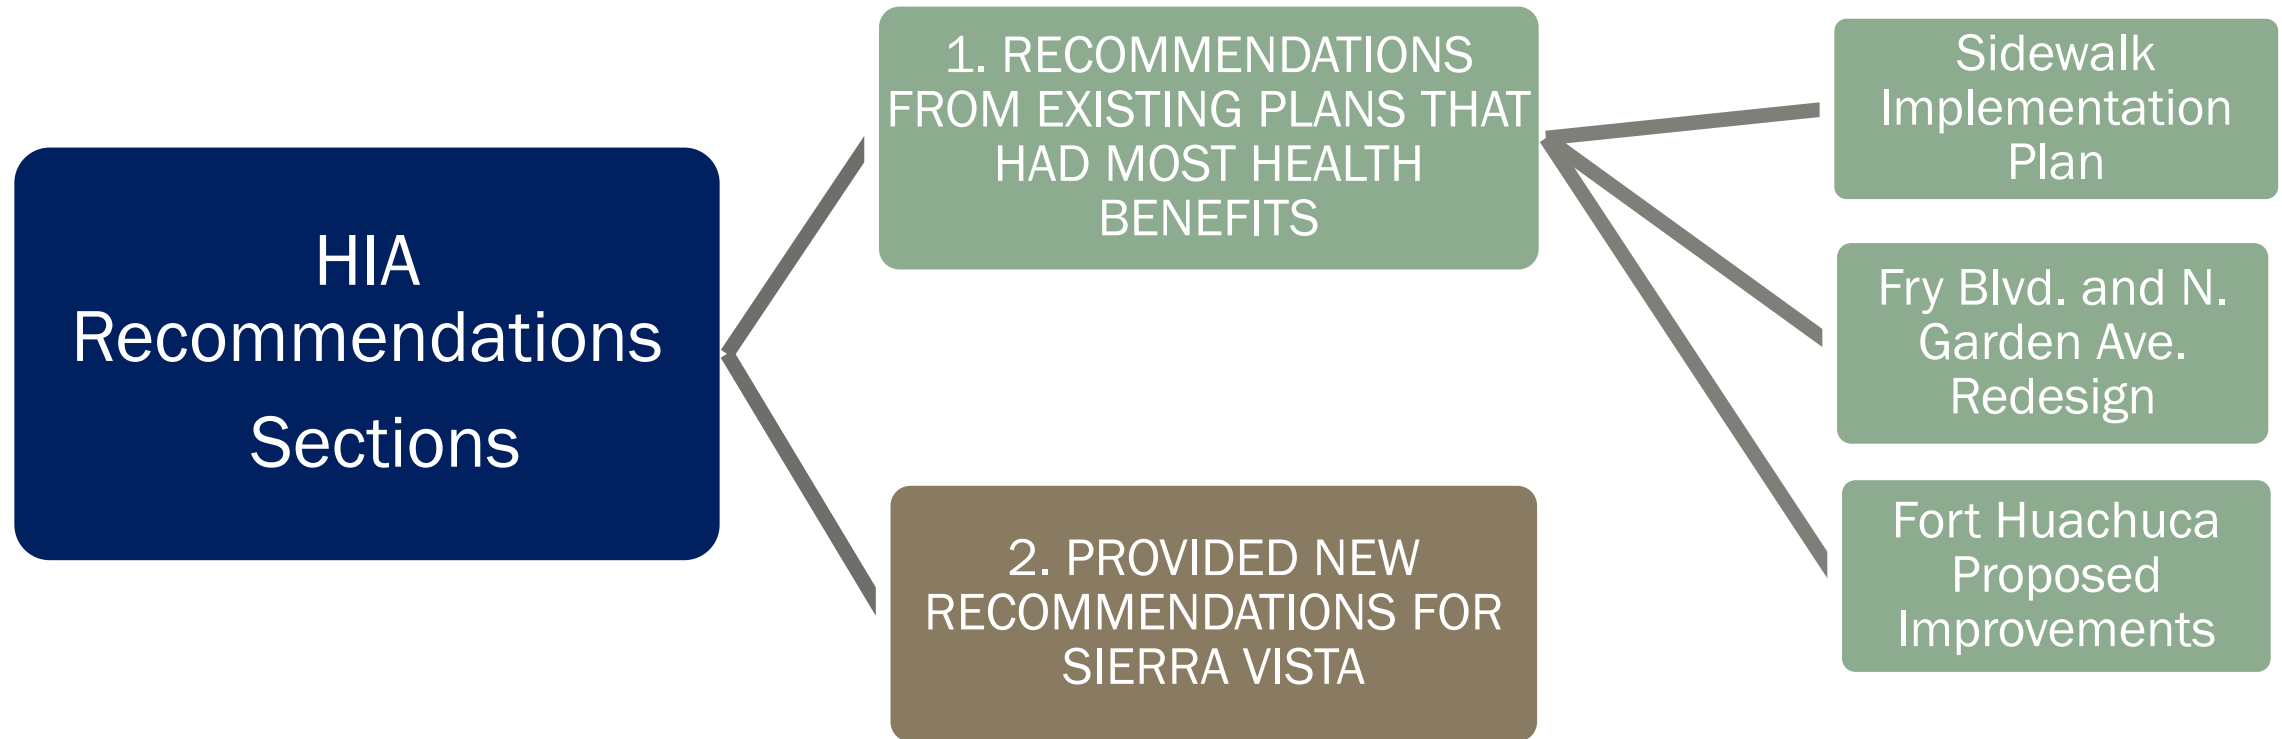 HIA
Recommendations
Sections
1. RECOMMENDATIONS
FROM EXISTING PLANS THAT
HAD MOST HEALTH
BENEFITS
2. PROVIDED NEW
RECOMMENDATIONS FOR
SIERRA VISTA
Sidewalk
Implementation
Plan
Fry Blvd. and N.
Garden Ave.
Redesign
Fort Huachuca
Proposed
Improvements